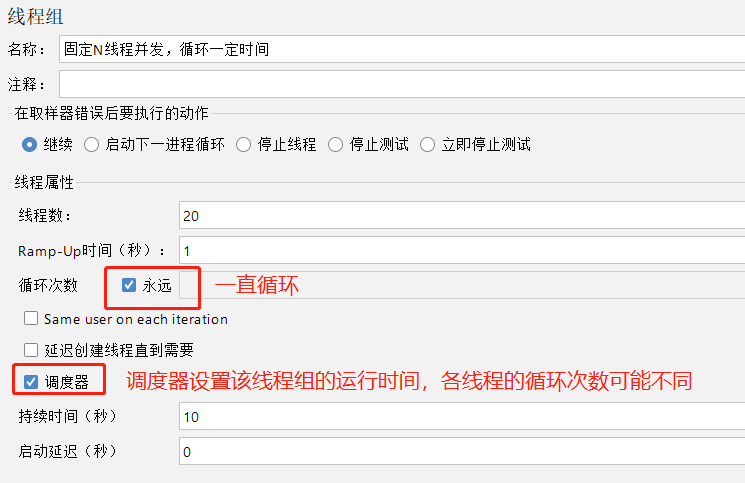 线程组
名称： 固定N线程并发，循环一定时间
注释：
在取样器错误后要执行的动作
继续 启动下一进程循环 停止线程 停止测试 立即停止测试
线程属性
线程数： 20
Ramp-Up时间（秒）： 1
循环次数 永远 一直循环
Same user on each iteration
延迟创建线程直到需要
调度器 调度器设置该线程组的运行时间，各线程的循环次数可能不同
持续时间（秒） 10
启动延迟（秒） 0